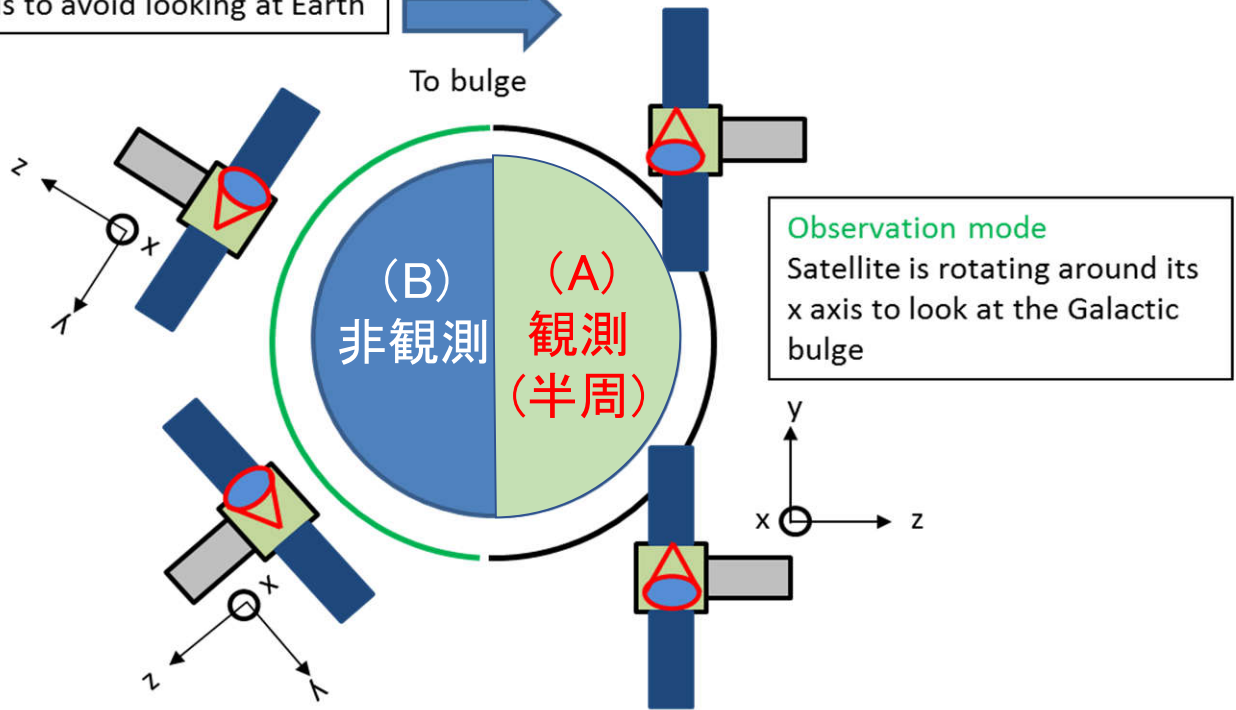 is to avoid looking at Earth
To bulge
z
x
y
(B)
非観測
(A)
観測
(半周)
Observation mode
Satellite is rotating around its
x axis to look at the Galactic
bulge
y
x
z
x
z
y